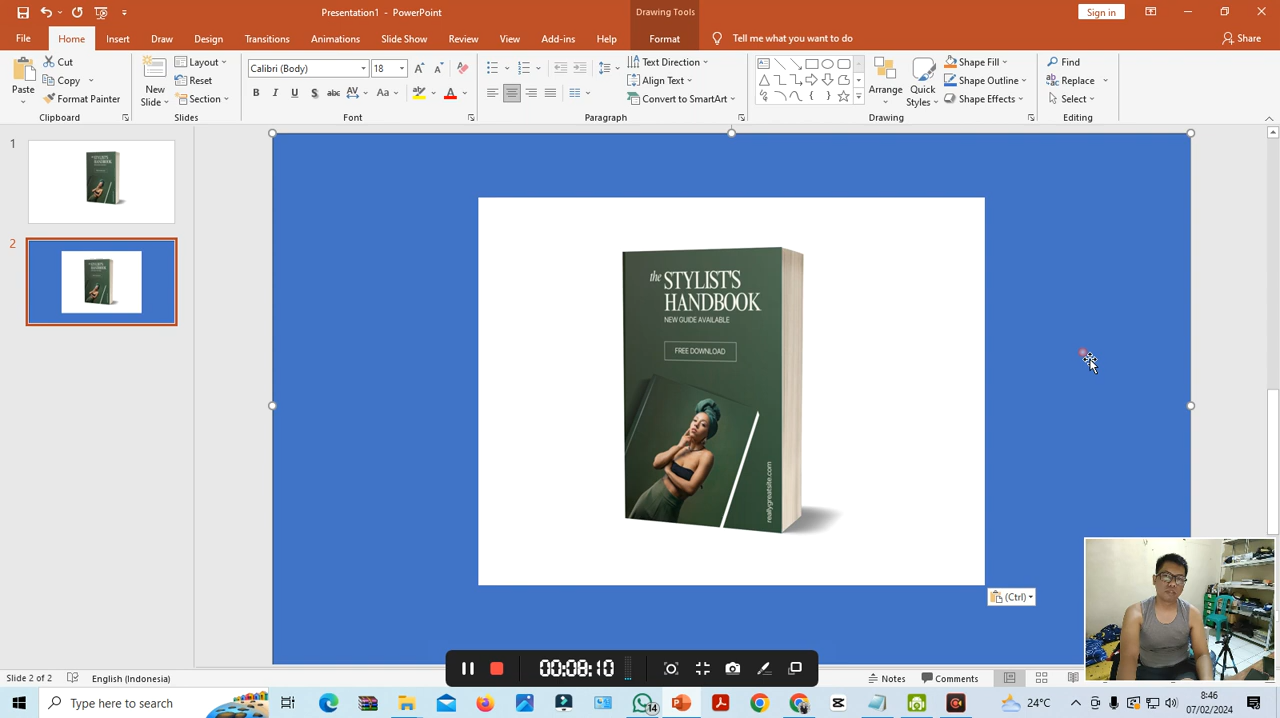 Presentation1 - PowerPoint
Drawing Tools
Sign in
File
Home
Insert
Draw
Design
Transitions
Animations
Slide Show
Review
View
Add-ins
Help
Format
Tell me what you want to do
Share
Paste
Cut
Copy
Format Painter
Clipboard
New
Slide
Layout
Reset
Section
Slides
Calibri (Body)
18
Font
Text Direction
Align Text
Convert to SmartArt
Paragraph
Arrange
Quick
Styles
Shape Fill
Shape Outline
Shape Effects
Drawing
Find
Replace
Select
Editing
1
2
the STYLIST'S
HANDBOOK
NEW GUIDE AVAILABLE
FREE DOWNLOAD
reallygreatsite.com
(Ctrl)
00:08:10
Slide 2 of 2
English (Indonesia)
Notes
Comments
Type here to search
14
24°C
8:46
07/02/2024